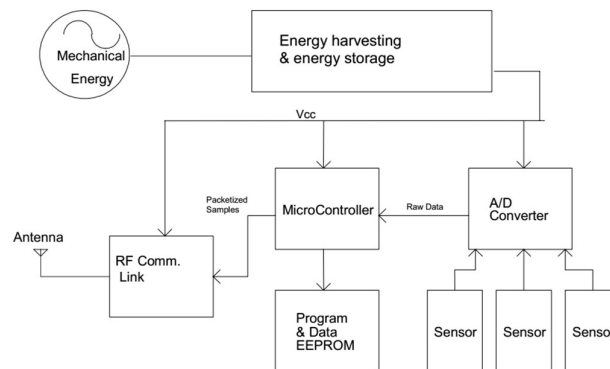 Mechanical
Energy
Energy harvesting
& energy storage
Vcc
Packetized
Samples
MicroController
Raw Data
A/D
Converter
Antenna
RF Comm.
Link
Program
& Data
EEPROM
Sensor
Sensor
Senso